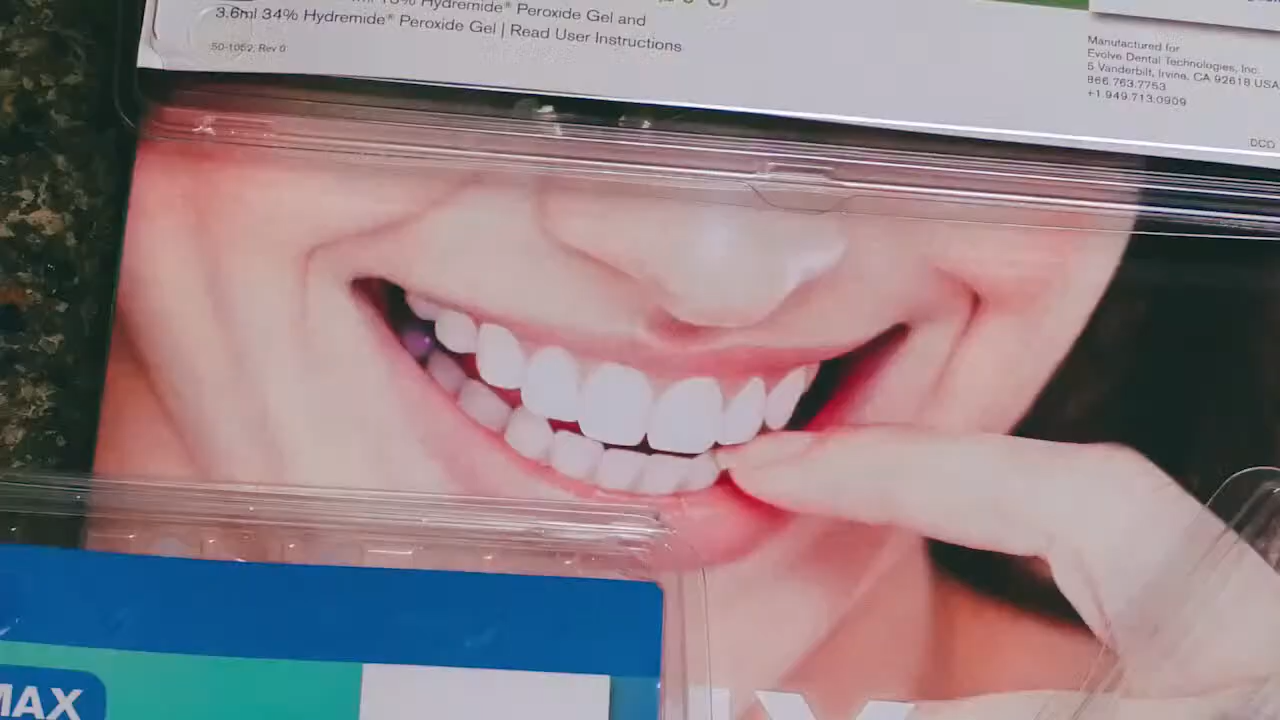 Hydremide® Peroxide Gel and
3.6ml 34% Hydremide® Peroxide Gel | Read User Instructions
50-1062, Rev 0
Manufactured for
Evolve Dental Technologies, Inc.
5 Vanderbilt, Irvine, CA 92618 USA
866.763.7753
+1.949.713.0909
DCO
MAX